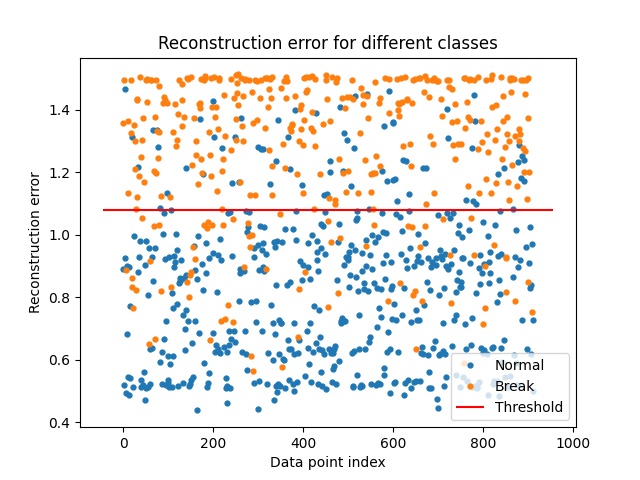 Reconstruction error for different classes
Reconstruction error
1.4
1.2
1.0
0.8
0.6
0.4
0
200
400
600
800
1000
Data point index
Normal
Break
Threshold